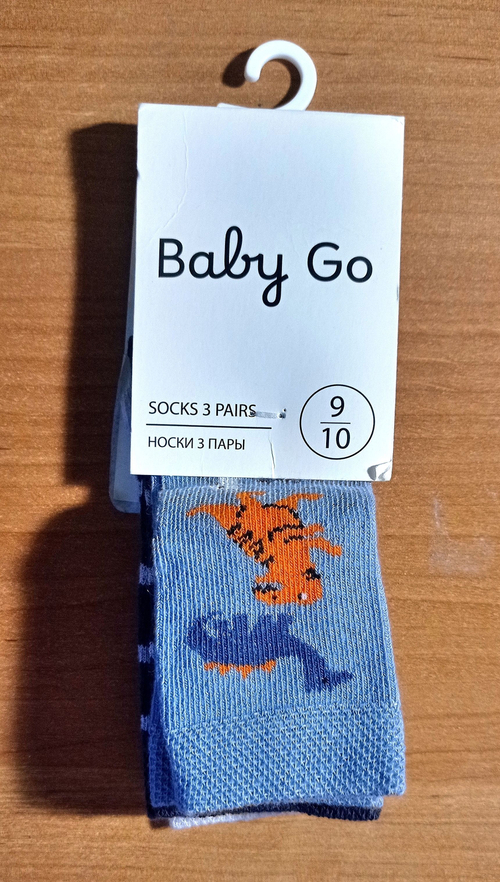 Baby Go
SOCKS 3 PAIRS
НОСКИ 3 ПАРЫ
9
10